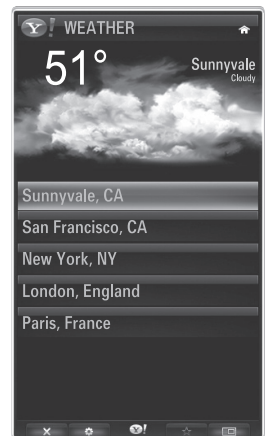 Y! WEATHER
51°
Sunnyvale
Cloudy
Sunnyvale, CA
San Francisco, CA
New York, NY
London, England
Paris, France
Y!